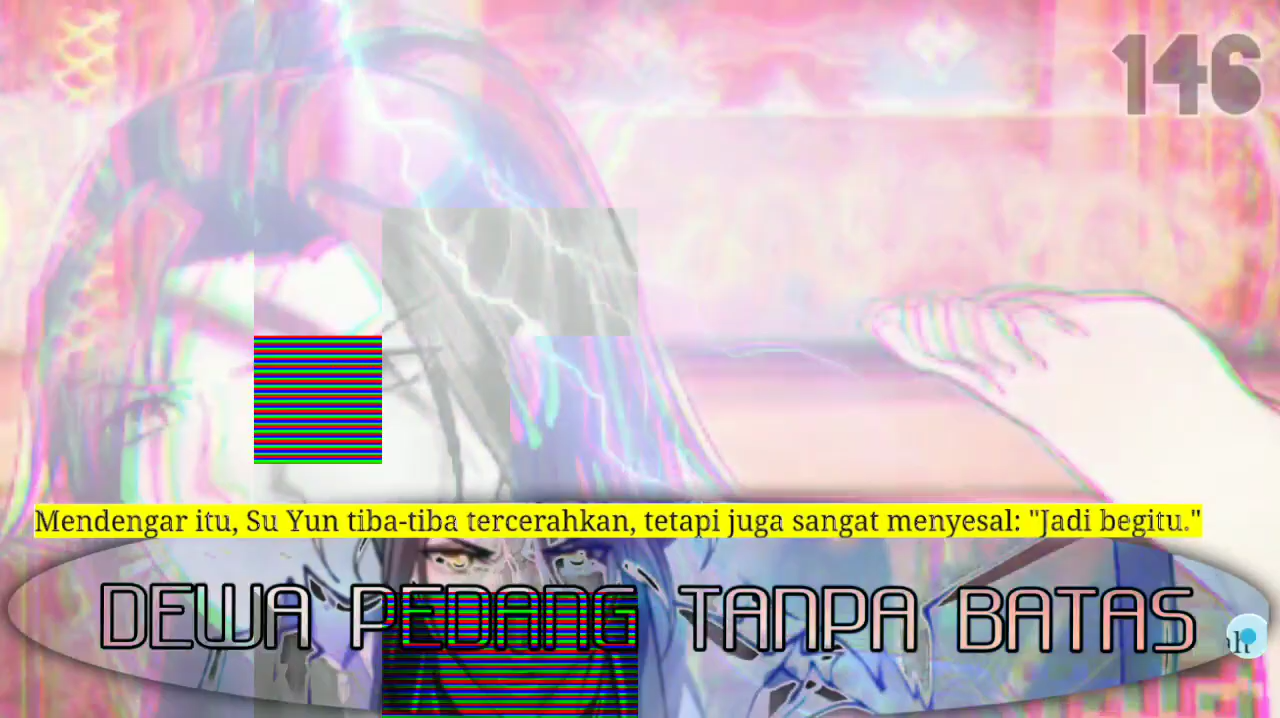 146
Mendengar itu, Su Yun tiba-tiba tercerahkan, tetapi juga sangat menyesal: "Jadi begitu."
DEWA PEDANG TANPA BATAS